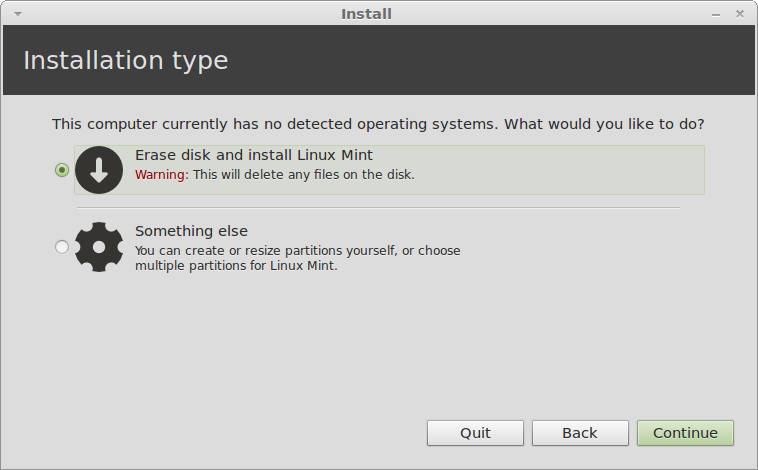 Install
Installation type
This computer currently has no detected operating systems. What would you like to do?
Erase disk and install Linux Mint
Warning: This will delete any files on the disk.
Something else
You can create or resize partitions yourself, or choose
multiple partitions for Linux Mint.
Quit
Back
Continue